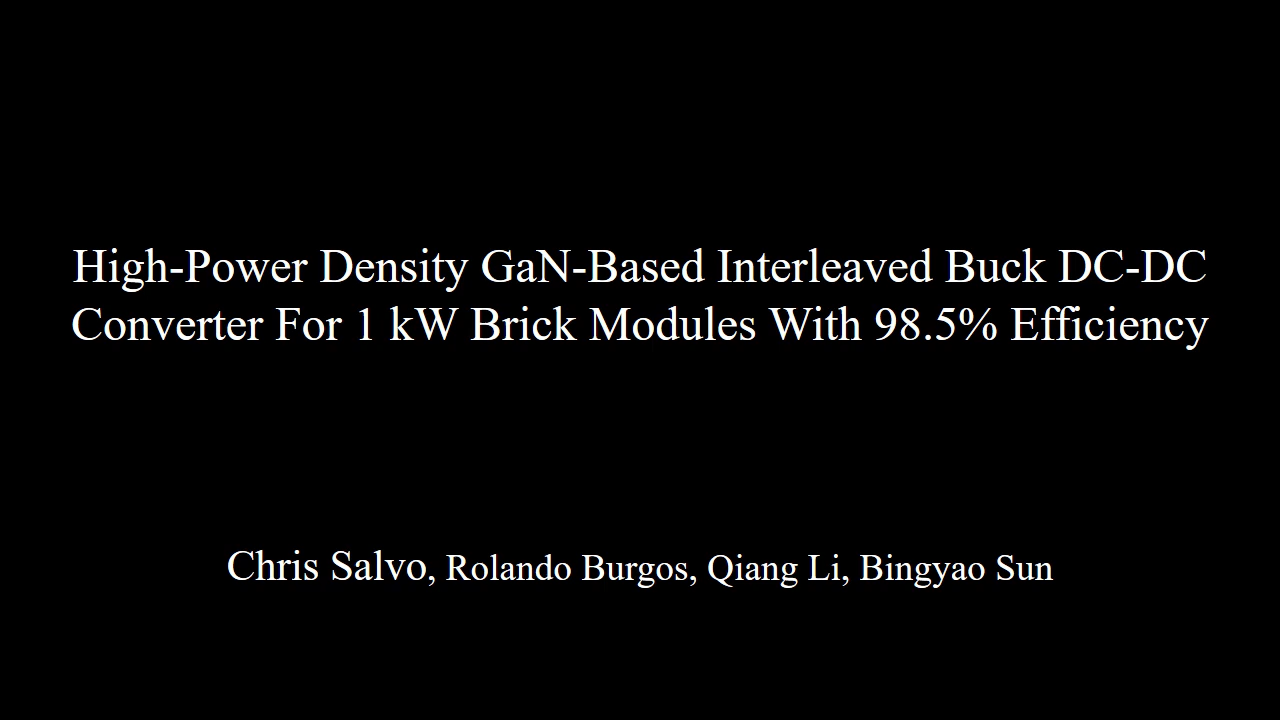 High-Power Density GaN-Based Interleaved Buck DC-DC
Converter For 1 kW Brick Modules With 98.5% Efficiency
Chris Salvo, Rolando Burgos, Qiang Li, Bingyao Sun